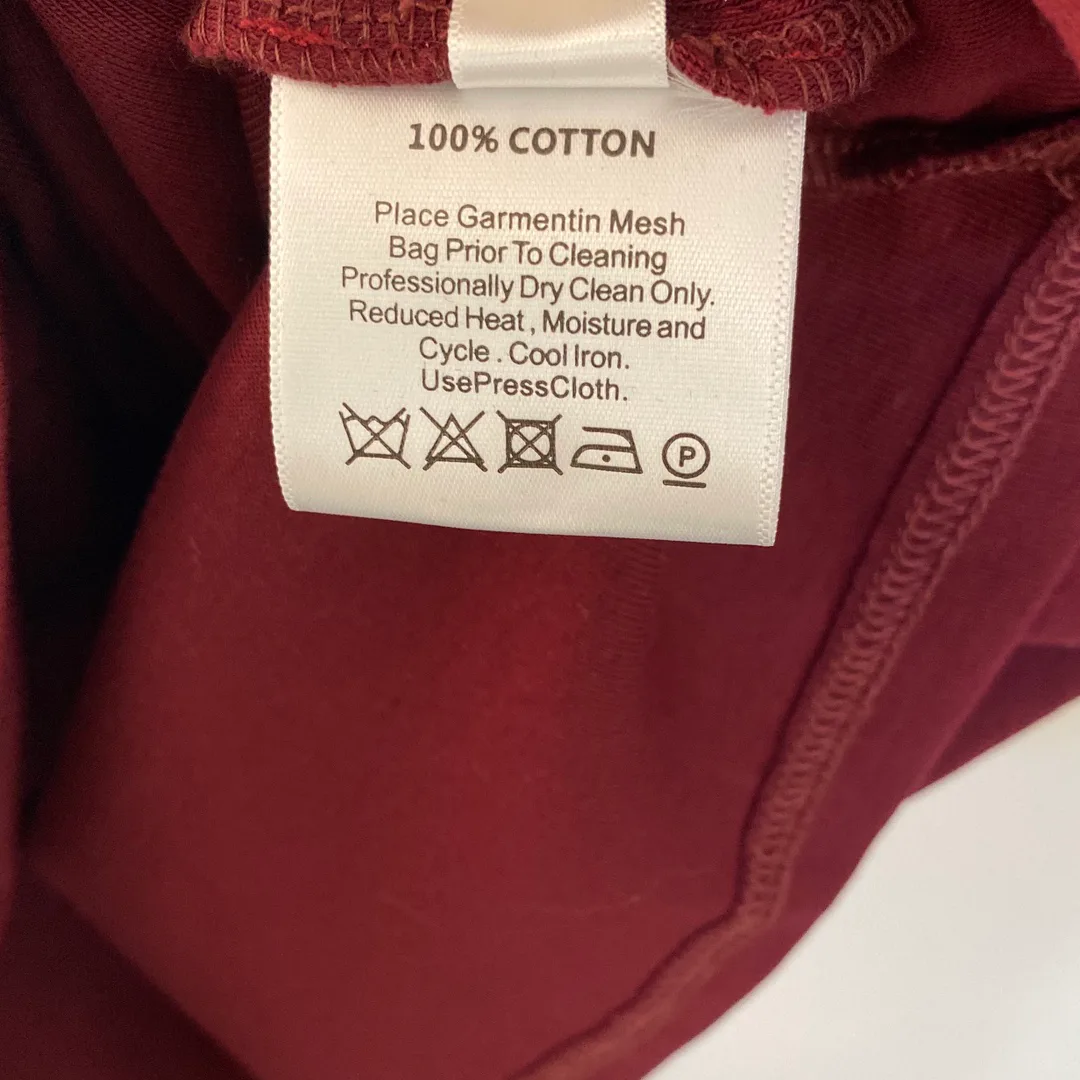 100% COTTON
Place Garmentin Mesh
Bag Prior To Cleaning
Professionally Dry Clean Only.
Reduced Heat , Moisture and
Cycle . Cool Iron.
UsePressCloth.
P